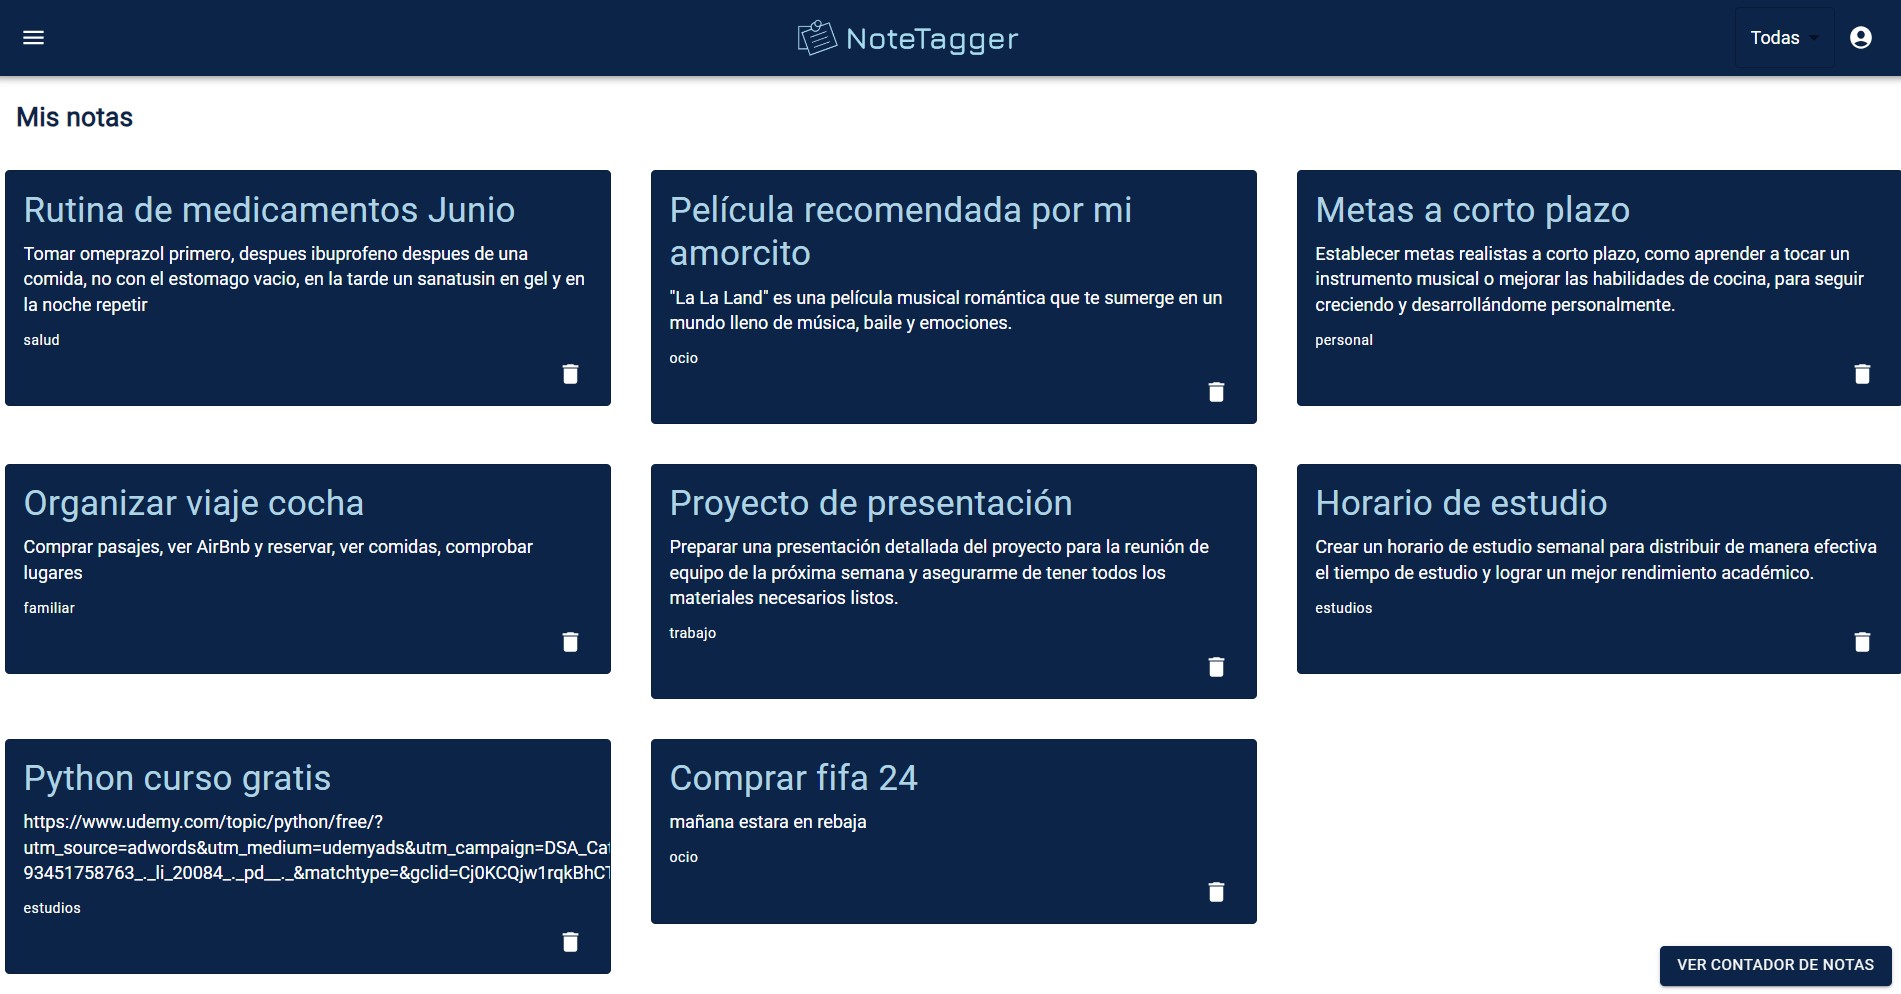 NoteTagger
Todas
Mis notas
Rutina de medicamentos Junio
Tomar omeprazol primero, despues ibuprofeno despues de una
comida, no con el estomago vacio, en la tarde un sanatusin en gel y en
la noche repetir
salud
Película recomendada por mi
amorcito
"La La Land" es una película musical romántica que te sumerge en un
mundo lleno de música, baile y emociones.
ocio
Metas a corto plazo
Establecer metas realistas a corto plazo, como aprender a tocar un
instrumento musical o mejorar las habilidades de cocina, para seguir
creciendo y desarrollándome personalmente.
personal
Organizar viaje cocha
Comprar pasajes, ver AirBnb y reservar, ver comidas, comprobar
lugares
familiar
Proyecto de presentación
Preparar una presentación detallada del proyecto para la reunión de
equipo de la próxima semana y asegurarme de tener todos los
materiales necesarios listos.
trabajo
Horario de estudio
Crear un horario de estudio semanal para distribuir de manera efectiva
el tiempo de estudio y lograr un mejor rendimiento académico.
estudios
Python curso gratis
https://www.udemy.com/topic/python/free/?
utm_source=adwords&utm_medium=udemyads&utm_campaign=DSA_Cat
93451758763_._li_20084_._pd__._&matchtype=&gclid=Cj0KCQjw1rqkBhCT
estudios
Comprar fifa 24
mañana estara en rebaja
ocio
VER CONTADOR DE NOTAS